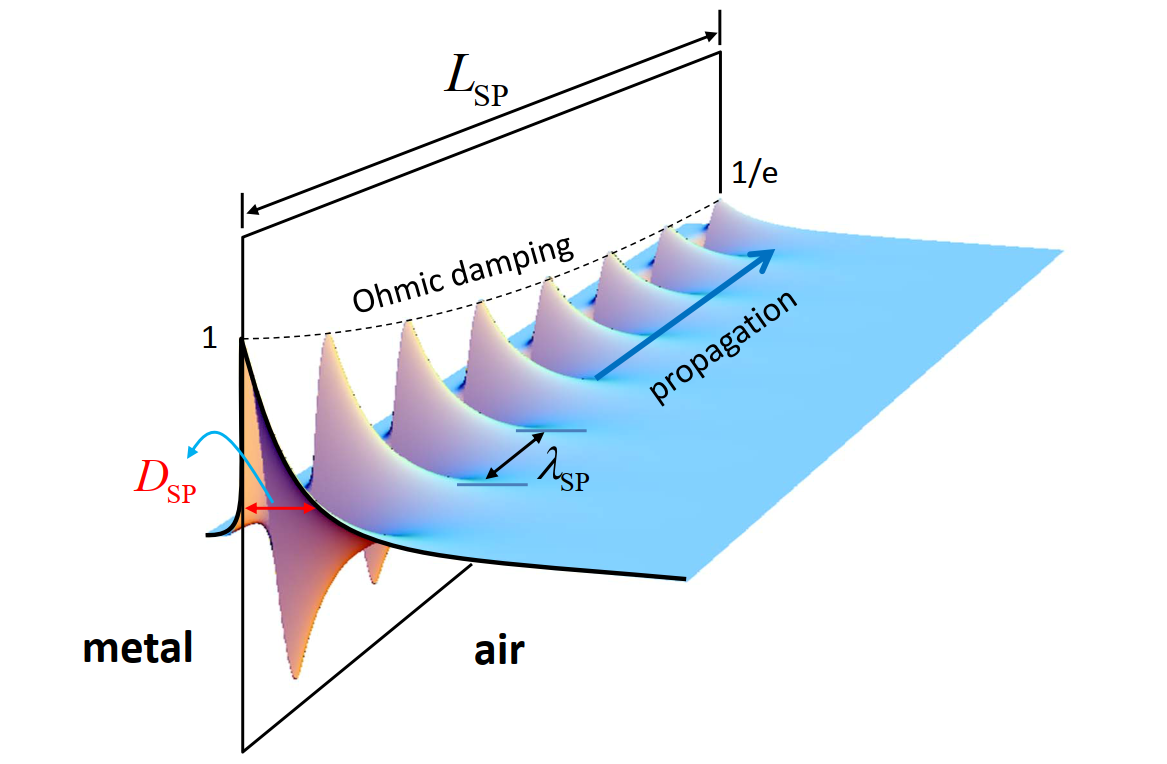 L_SP
1/e
Ohmic damping
1
propagation
λ_SP
D_SP
metal
air